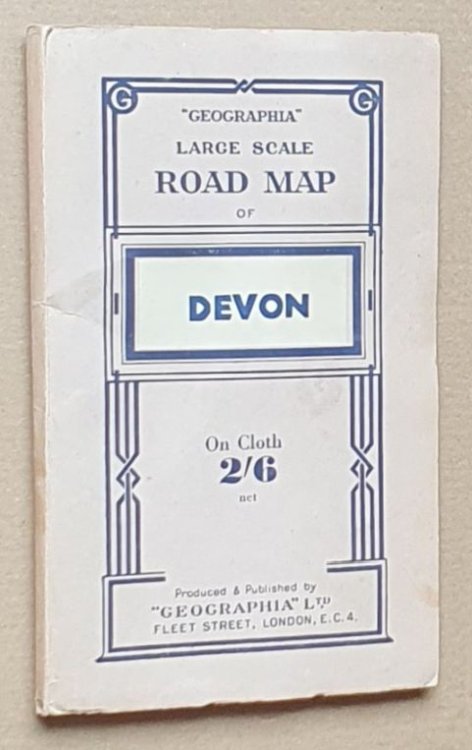 G G
"GEOGRAPHIA"
LARGE SCALE
ROAD MAP
OF
DEVON
On Cloth
2/6
net
Produced & Published by
"GEOGRAPHIA" LTD
FLEET STREET, LONDON, E.C.4.